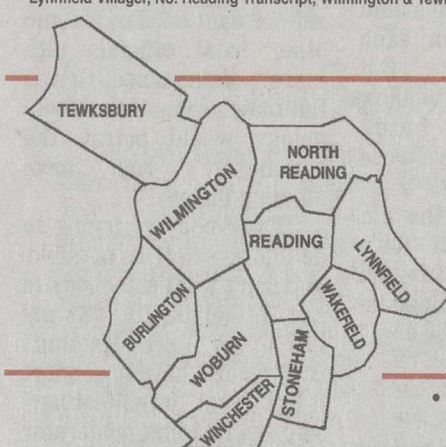 Lynnfield Villager, No. Reading Transcript, Wilmington & Tewk
TEWKSBURY
NORTH
READING
WILMINGTON
READING
LYNNFIELD
BURLINGTON
WAKEFIELD
WOBURN
STONEHAM
WINCHESTER